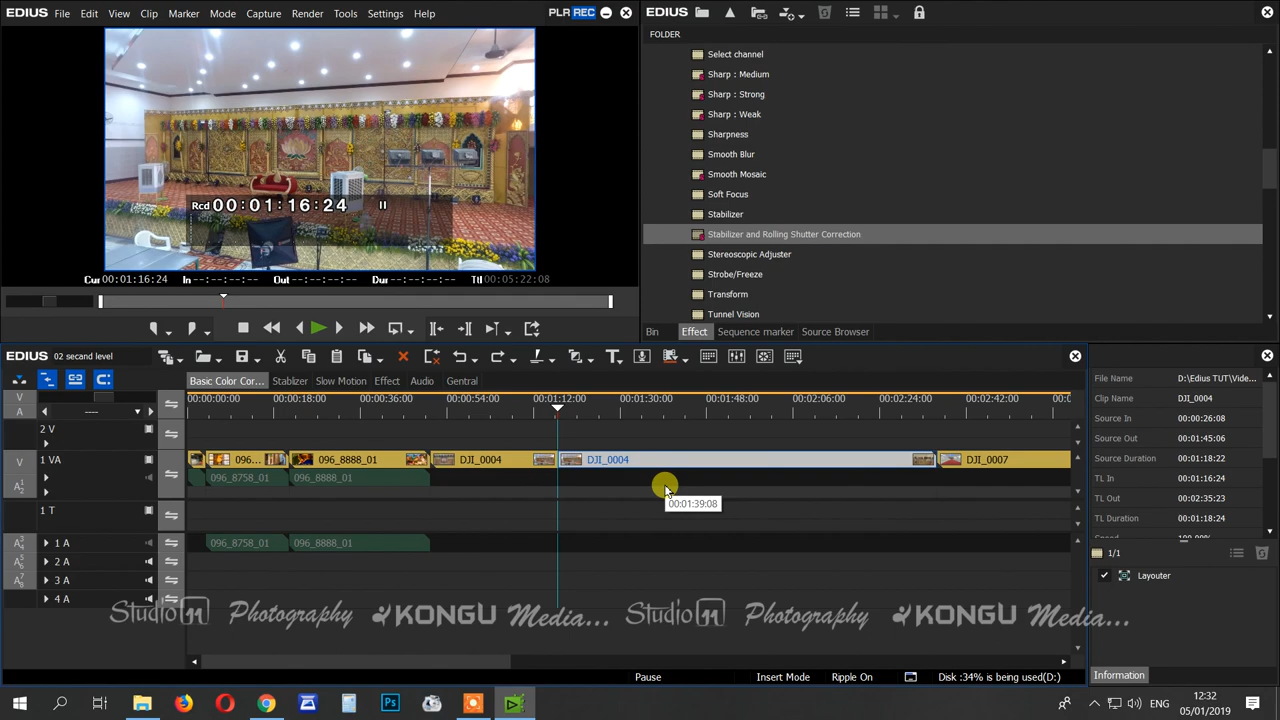 EDIUS File Edit View Clip Marker Mode Capture Render Tools Settings Help PLR REC
Rcd 00:01:16:24 II
Cur 00:01:16:24 In --:--:--:-- Out --:--:--:-- Dur --:--:--:-- Ttl 00:05:22:08
EDIUS
FOLDER
Select channel
Sharp : Medium
Sharp : Strong
Sharp : Weak
Sharpness
Smooth Blur
Smooth Mosaic
Soft Focus
Stabilizer
Stabilizer and Rolling Shutter Correction
Stereoscopic Adjuster
Strobe/Freeze
Transform
Tunnel Vision
Bin Effect Sequence marker Source Browser
EDIUS 02 second level
Basic Color Cor... Stablizer Slow Motion Effect Audio Gentral
V
A
----
00:00:00:00 00:00:18:00 00:00:36:00 00:00:54:00 00:01:12:00 00:01:30:00 00:01:48:00 00:02:06:00 00:02:24:00 00:02:42:00 00:0
2 V
V 1 VA 096... 096_8888_01 DJI_0004 DJI_0004 DJI_0007
096_8758_01 096_8888_01
00:01:39:08
1 T
1 A 096_8758_01 096_8888_01
2 A
3 A
4 A
Studio11 Photography KONGU Media... Studio11 Photography KONGU Media...
Pause Insert Mode Ripple On Disk :34% is being used(D:)
File Name D:\Edius TUT\Vide...
Clip Name DJI_0004
Source In 00:00:26:08
Source Out 00:01:45:06
Source Duration 00:01:18:22
TL In 00:01:16:24
TL Out 00:02:35:23
TL Duration 00:01:18:24
Speed 100.00%
1/1
Layouter
Information
Ps
ENG
12:32
05/01/2019